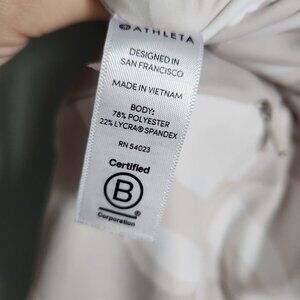 ATHLETA
DESIGNED IN
SAN FRANCISCO
MADE IN VIETNAM
BODY:
78% POLYESTER
22% LYCRA® SPANDEX
RN 54023
Certified
B
Corporation